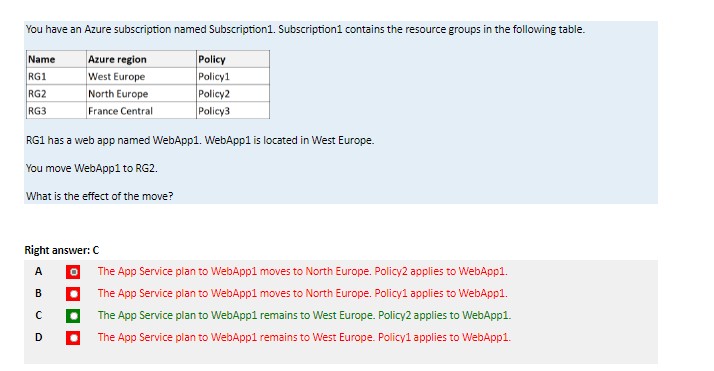 You have an Azure subscription named Subscription1. Subscription1 contains the resource groups in the following table.
Name Azure region Policy
RG1 West Europe Policy1
RG2 North Europe Policy2
RG3 France Central Policy3
RG1 has a web app named WebApp1. WebApp1 is located in West Europe.
You move WebApp1 to RG2.
What is the effect of the move?
Right answer: C
A The App Service plan to WebApp1 moves to North Europe. Policy2 applies to WebApp1.
B The App Service plan to WebApp1 moves to North Europe. Policy1 applies to WebApp1.
C The App Service plan to WebApp1 remains to West Europe. Policy2 applies to WebApp1.
D The App Service plan to WebApp1 remains to West Europe. Policy1 applies to WebApp1.